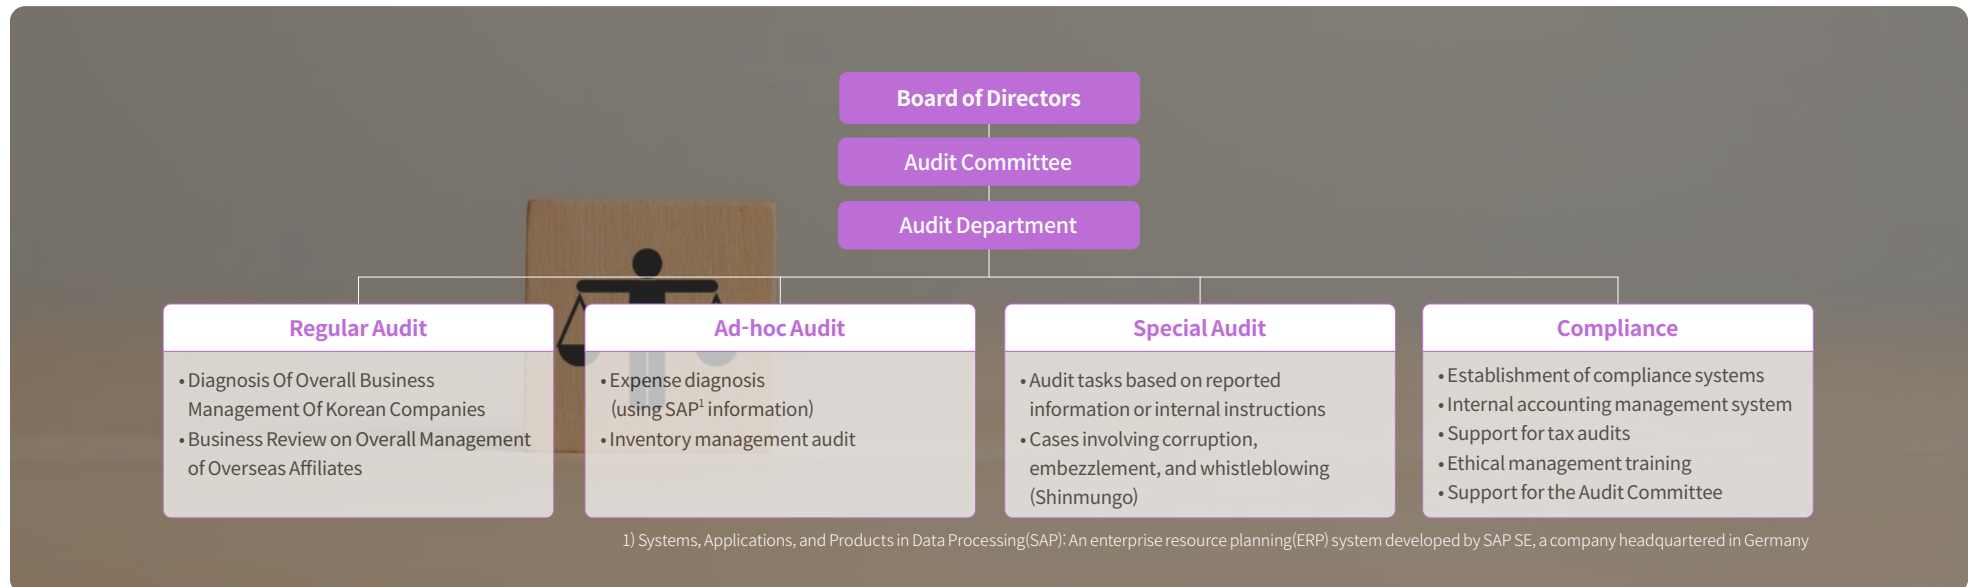 Board of Directors
Audit Committee
Audit Department
Regular Audit
• Diagnosis Of Overall Business
Management Of Korean Companies
• Business Review on Overall Management
of Overseas Affiliates
Ad-hoc Audit
• Expense diagnosis
(using SAP¹ information)
• Inventory management audit
Special Audit
• Audit tasks based on reported
information or internal instructions
• Cases involving corruption,
embezzlement, and whistleblowing
(Shinmungo)
Compliance
• Establishment of compliance systems
• Internal accounting management system
• Support for tax audits
• Ethical management training
• Support for the Audit Committee
1) Systems, Applications, and Products in Data Processing(SAP): An enterprise resource planning(ERP) system developed by SAP SE, a company headquartered in Germany